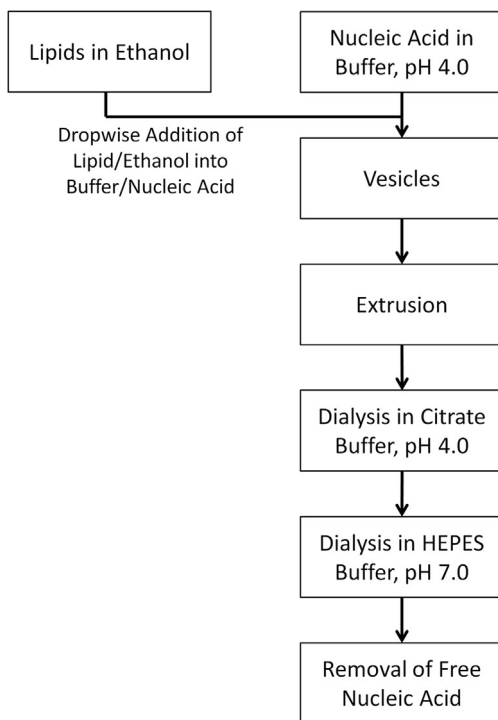 Lipids in Ethanol
Nucleic Acid in
Buffer, pH 4.0
Dropwise Addition of
Lipid/Ethanol into
Buffer/Nucleic Acid
Vesicles
Extrusion
Dialysis in Citrate
Buffer, pH 4.0
Dialysis in HEPES
Buffer, pH 7.0
Removal of Free
Nucleic Acid